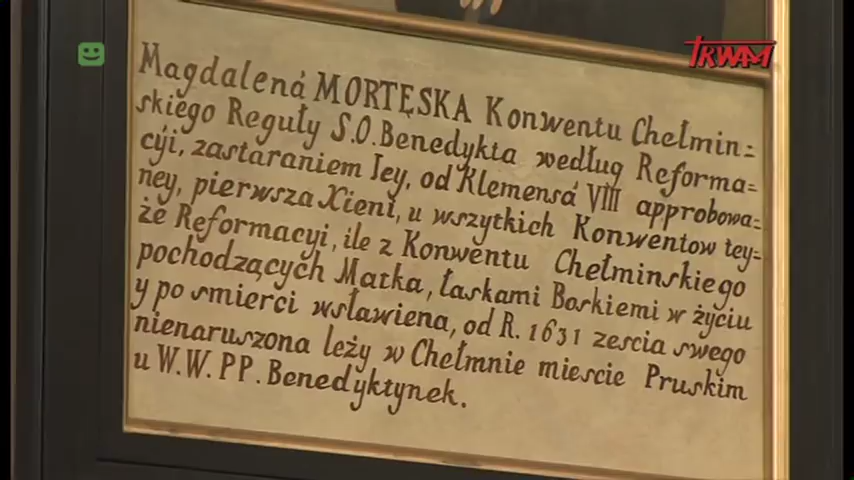 TRWAM
Magdalená MORTĘSKA Konwentu Chełmin=
skiego Reguły S.O.Benedykta według Reforma=
cÿi, zastaraniem Iey, od Klemensá VIII approbowa=
ney, pierwsza Xieni, u wszytkich Konwentow tey=
że Reformacyi, ile z Konwentu Chełminskiego
pochodzących Matka, łaskami Boskiemi w życiu
y po smierci wsławiena, od R. 1631 zescia swego
nienaruszona leży w Chełmnie miescie Pruskim
u W.W. PP. Benedyktynek.